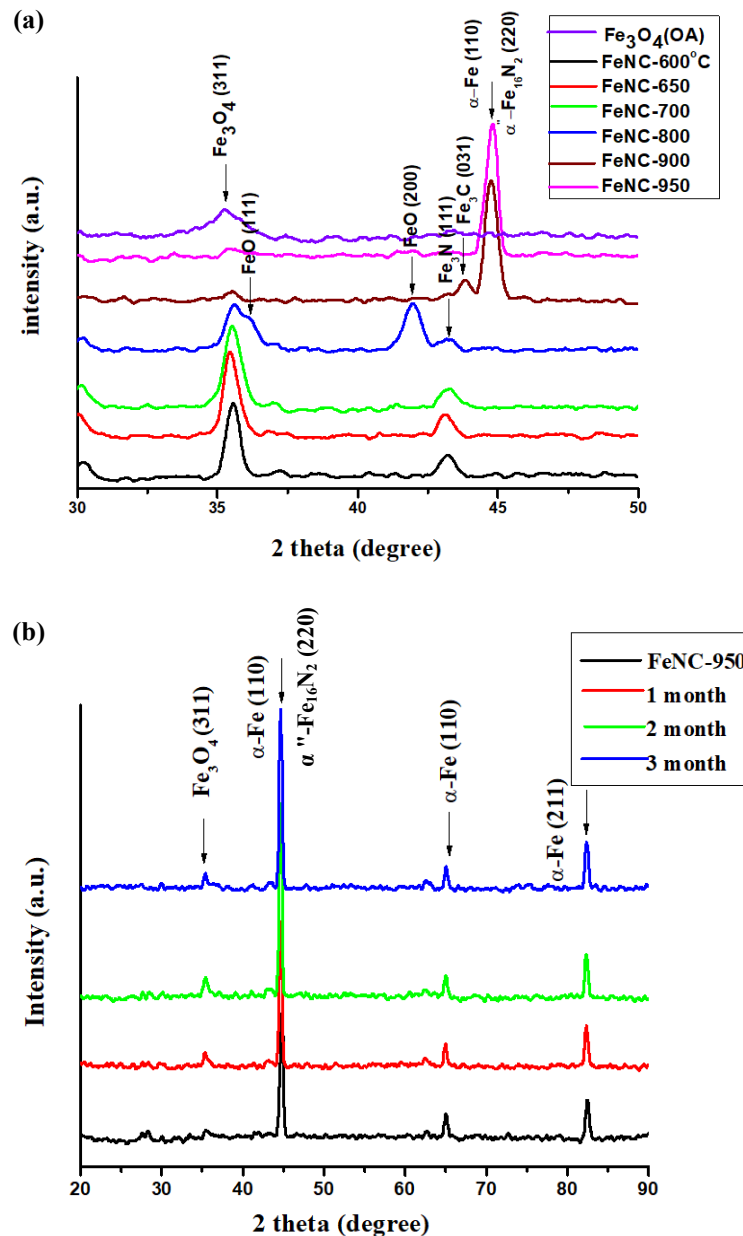 (a)
Fe3O4(OA)
FeNC-600°C
FeNC-650
FeNC-700
FeNC-800
FeNC-900
FeNC-950
Fe3O4 (311)
FeO (111)
FeO (200)
Fe3N (111)
Fe3C (031)
α–Fe (110)
α"–Fe16N2 (220)
intensity (a.u.)
30 35 40 45 50
2 theta (degree)
(b)
FeNC-950
1 month
2 month
3 month
Fe3O4 (311)
α-Fe (110)
α"-Fe16N2 (220)
α-Fe (110)
α-Fe (211)
Intensity (a.u.)
20 30 40 50 60 70 80 90
2 theta (degree)